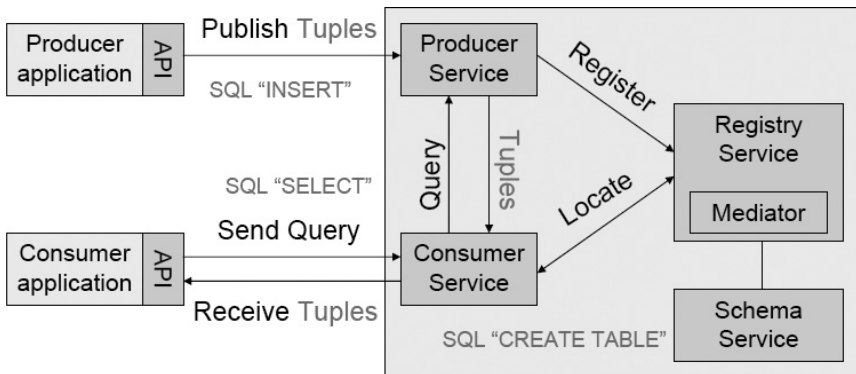 Producer
application
API
Publish Tuples
SQL “INSERT”
Producer
Service
Register
Registry
Service
Mediator
Query
Tuples
Locate
SQL “SELECT”
Send Query
Consumer
application
API
Receive Tuples
Consumer
Service
SQL “CREATE TABLE”
Schema
Service